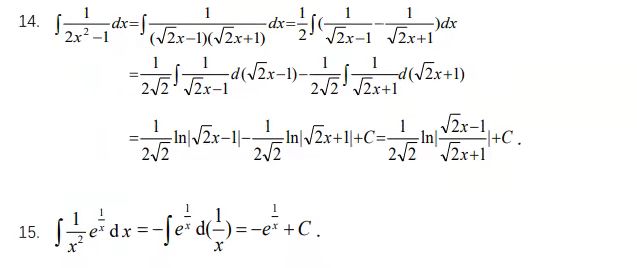 14. ∫ 1/(2x²−1) dx=∫ 1/((√2x−1)(√2x+1)) dx= 1/2 ∫( 1/(√2x−1) − 1/(√2x+1) )dx
= 1/(2√2) ∫ 1/(√2x−1) d(√2x−1)− 1/(2√2) ∫ 1/(√2x+1) d(√2x+1)
= 1/(2√2) ln|√2x−1|− 1/(2√2) ln|√2x+1|+C= 1/(2√2) ln| (√2x−1)/(√2x+1) |+C .
15. ∫ 1/x² e^(1/x) dx = −∫ e^(1/x) d(1/x) = −e^(1/x) + C .